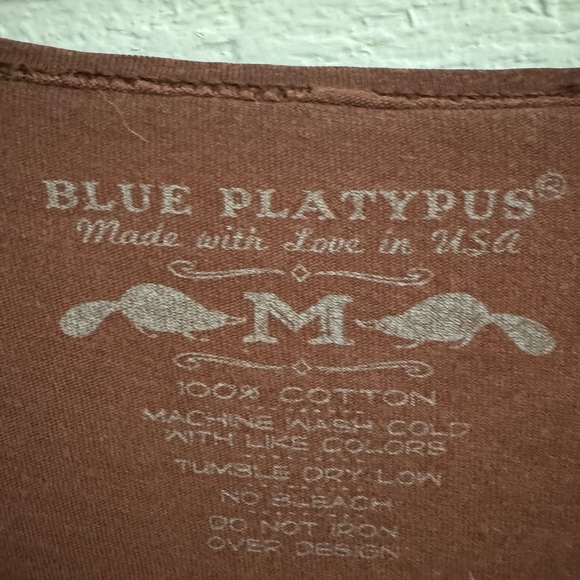 BLUE PLATYPUS®
Made with Love in USA
M
100% COTTON
MACHINE WASH COLD
WITH LIKE COLORS
TUMBLE DRY LOW
NO BLEACH
DO NOT IRON
OVER DESIGN